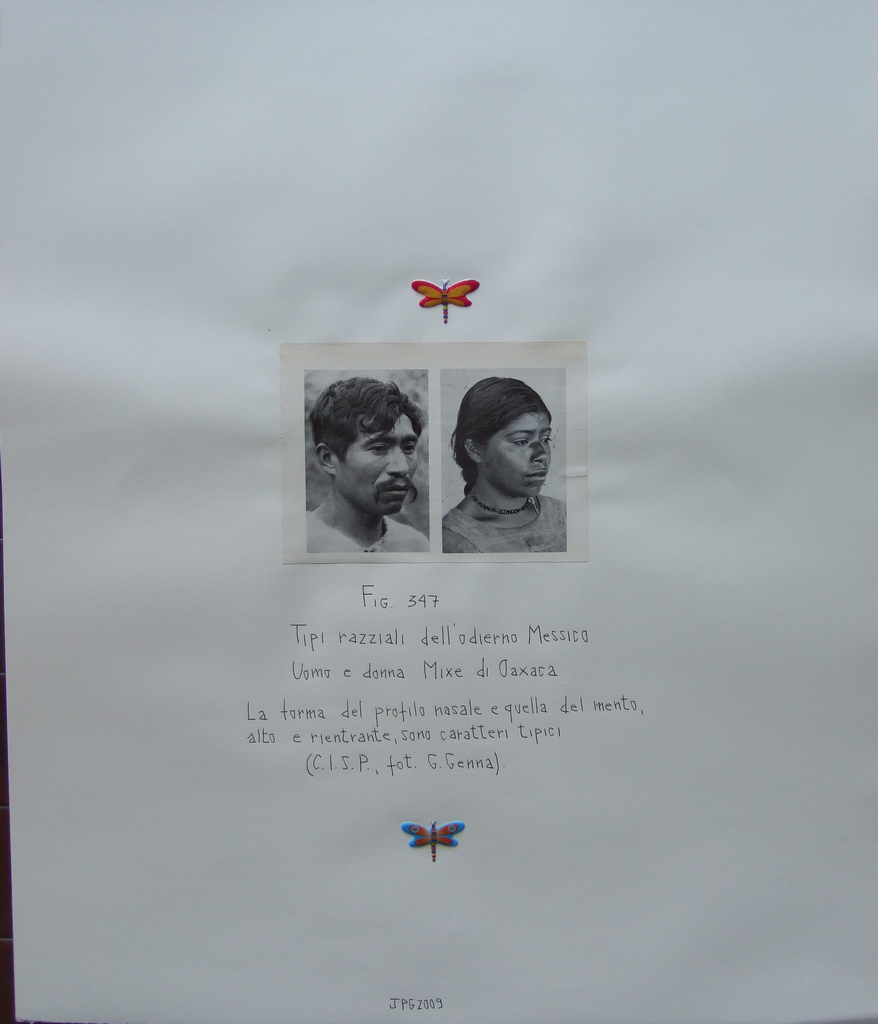 Fig. 347
Tipi razziali dell'odierno Messico
Uomo e donna Mixe di Oaxaca
La forma del profilo nasale e quella del mento,
alto e rientrante, sono caratteri tipici
(C.I.S.P., fot. G. Genna).
JPG2009